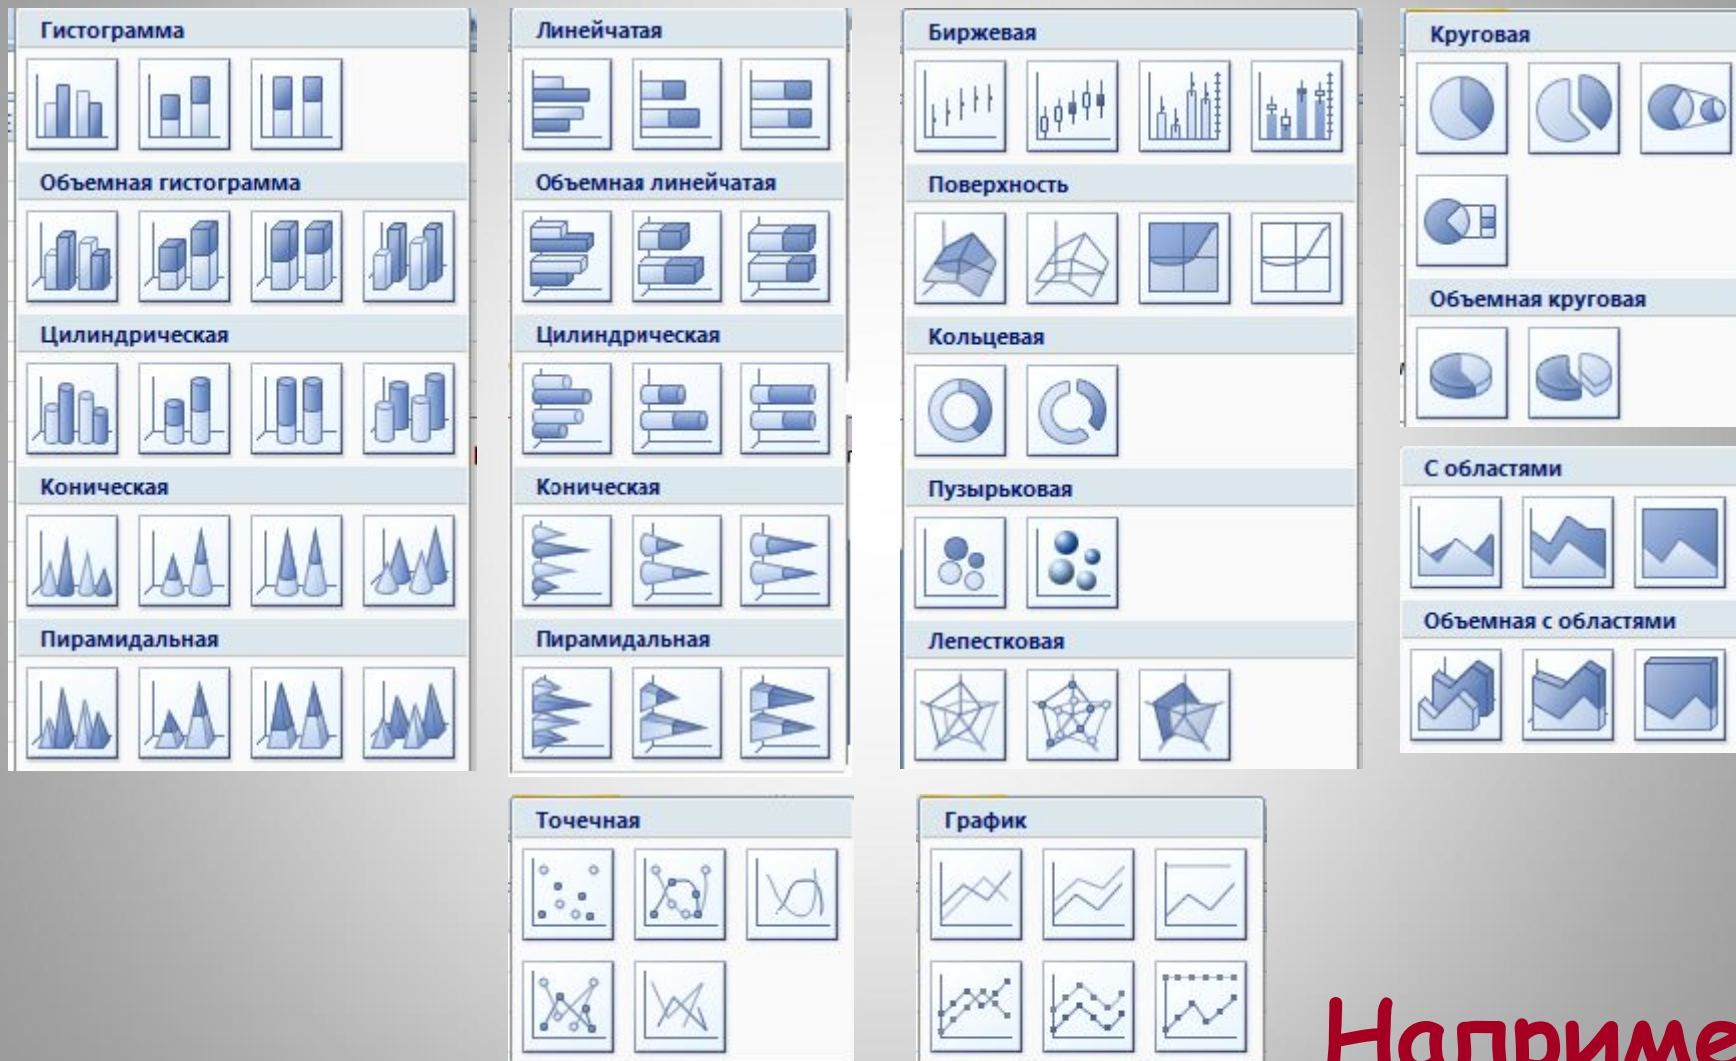 Гистограмма
Объемная гистограмма
Цилиндрическая
Коническая
Пирамидальная
Линейчатая
Объемная линейчатая
Цилиндрическая
Коническая
Пирамидальная
Биржевая
Поверхность
Кольцевая
Пузырьковая
Лепестковая
Круговая
Объемная круговая
С областями
Объемная с областями
Точечная
График
Наприме